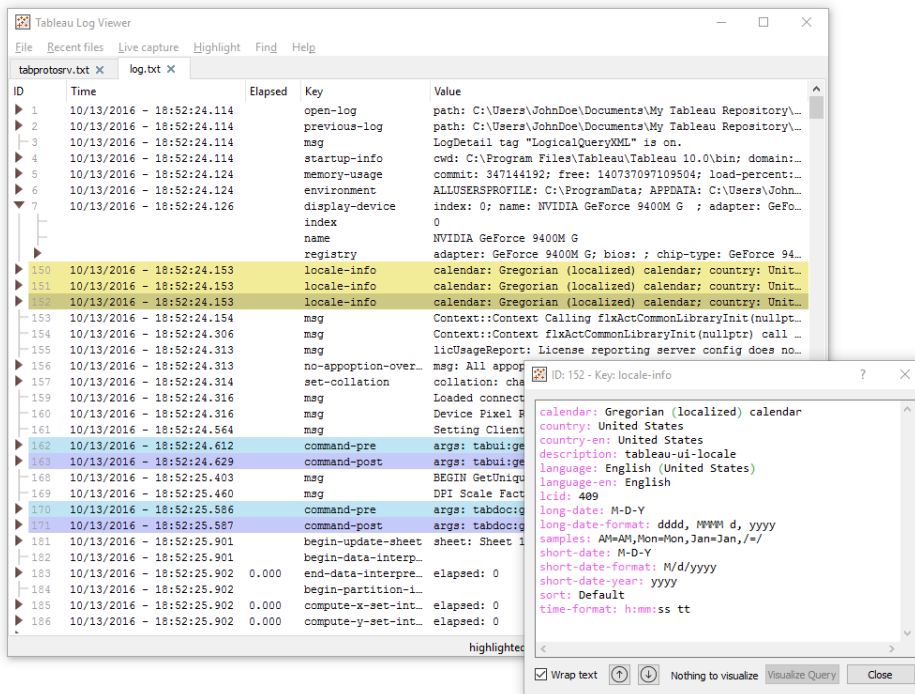 Tableau Log Viewer
File Recent files Live capture Highlight Find Help
tabprotosrv.txt log.txt
ID Time Elapsed Key Value
1 10/13/2016 - 18:52:24.114 open-log path: C:\Users\JohnDoe\Documents\My Tableau Repository\...
2 10/13/2016 - 18:52:24.114 previous-log path: C:\Users\JohnDoe\Documents\My Tableau Repository\...
3 10/13/2016 - 18:52:24.114 msg LogDetail tag "LogicalQueryXML" is on.
4 10/13/2016 - 18:52:24.114 startup-info cwd: C:\Program Files\Tableau\Tableau 10.0\bin; domain:...
5 10/13/2016 - 18:52:24.124 memory-usage commit: 347144192; free: 140737097109504; load-percent:...
6 10/13/2016 - 18:52:24.126 environment ALLUSERSPROFILE: C:\ProgramData; APPDATA: C:\Users\John...
7 10/13/2016 - 18:52:24.126 display-device index: 0; name: NVIDIA GeForce 9400M G ; adapter: GeFo...
index 0
name NVIDIA GeForce 9400M G
registry adapter: GeForce 9400M G; bios: ; chip-type: GeForce 94...
150 10/13/2016 - 18:52:24.153 locale-info calendar: Gregorian (localized) calendar; country: Unit...
151 10/13/2016 - 18:52:24.153 locale-info calendar: Gregorian (localized) calendar; country: Unit...
152 10/13/2016 - 18:52:24.153 locale-info calendar: Gregorian (localized) calendar; country: Unit...
153 10/13/2016 - 18:52:24.154 msg Context::Context Calling flxActCommonLibraryInit(nullpt...
154 10/13/2016 - 18:52:24.306 msg Context::Context flxActCommonLibraryInit(nullptr) call ...
155 10/13/2016 - 18:52:24.313 msg licUsageReport: License reporting server config does no...
156 10/13/2016 - 18:52:24.313 no-appoption-over... msg: All appop
157 10/13/2016 - 18:52:24.314 set-collation collation: cha
159 10/13/2016 - 18:52:24.316 msg Loaded connect
160 10/13/2016 - 18:52:24.316 msg Device Pixel R
161 10/13/2016 - 18:52:24.564 msg Setting Client
162 10/13/2016 - 18:52:24.612 command-pre args: tabui:ge
163 10/13/2016 - 18:52:24.629 command-post args: tabui:ge
168 10/13/2016 - 18:52:25.403 msg BEGIN GetUniqu
169 10/13/2016 - 18:52:25.460 msg DPI Scale Fact
170 10/13/2016 - 18:52:25.586 command-pre args: tabdoc:g
171 10/13/2016 - 18:52:25.587 command-post args: tabdoc:g
181 10/13/2016 - 18:52:25.901 begin-update-sheet sheet: Sheet 1
182 10/13/2016 - 18:52:25.901 begin-data-interp...
183 10/13/2016 - 18:52:25.902 0.000 end-data-interpre... elapsed: 0
184 10/13/2016 - 18:52:25.902 begin-partition-i...
185 10/13/2016 - 18:52:25.902 0.000 compute-x-set-int... elapsed: 0
186 10/13/2016 - 18:52:25.902 0.000 compute-y-set-int... elapsed: 0
highlighted
ID: 152 - Key: locale-info
calendar: Gregorian (localized) calendar
country: United States
country-en: United States
description: tableau-ui-locale
language: English (United States)
language-en: English
lcid: 409
long-date: M-D-Y
long-date-format: dddd, MMMM d, yyyy
samples: AM=AM,Mon=Mon,Jan=Jan,/=/
short-date: M-D-Y
short-date-format: M/d/yyyy
short-date-year: yyyy
sort: Default
time-format: h:mm:ss tt
Wrap text Nothing to visualize Visualize Query Close